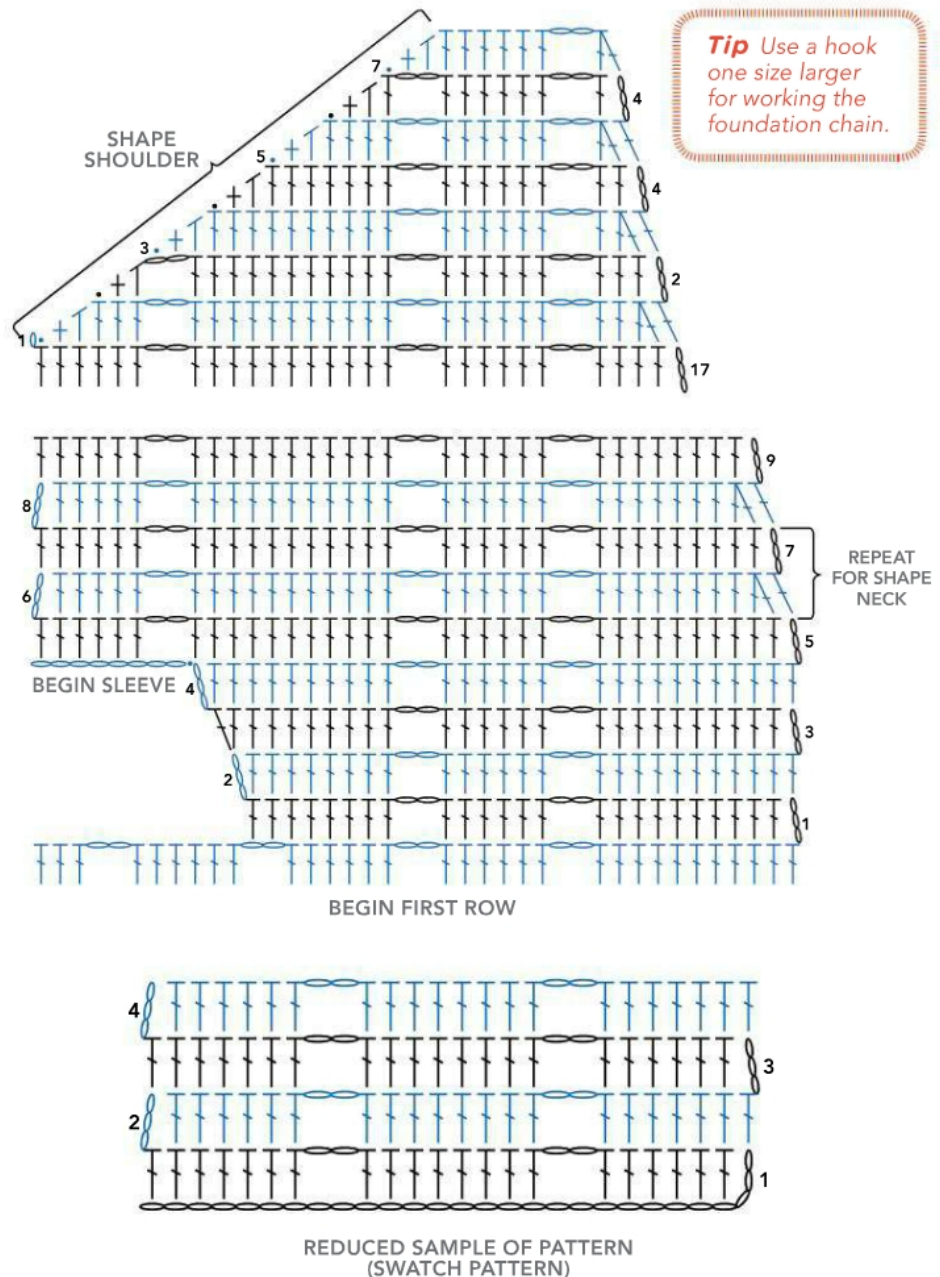 Tip Use a hook
one size larger
for working the
foundation chain.
SHAPE
SHOULDER
7
4
5
4
3
2
1
17
9
8
7
REPEAT
FOR SHAPE
NECK
6
5
BEGIN SLEEVE
4
3
2
1
BEGIN FIRST ROW
4
3
2
1
REDUCED SAMPLE OF PATTERN
(SWATCH PATTERN)